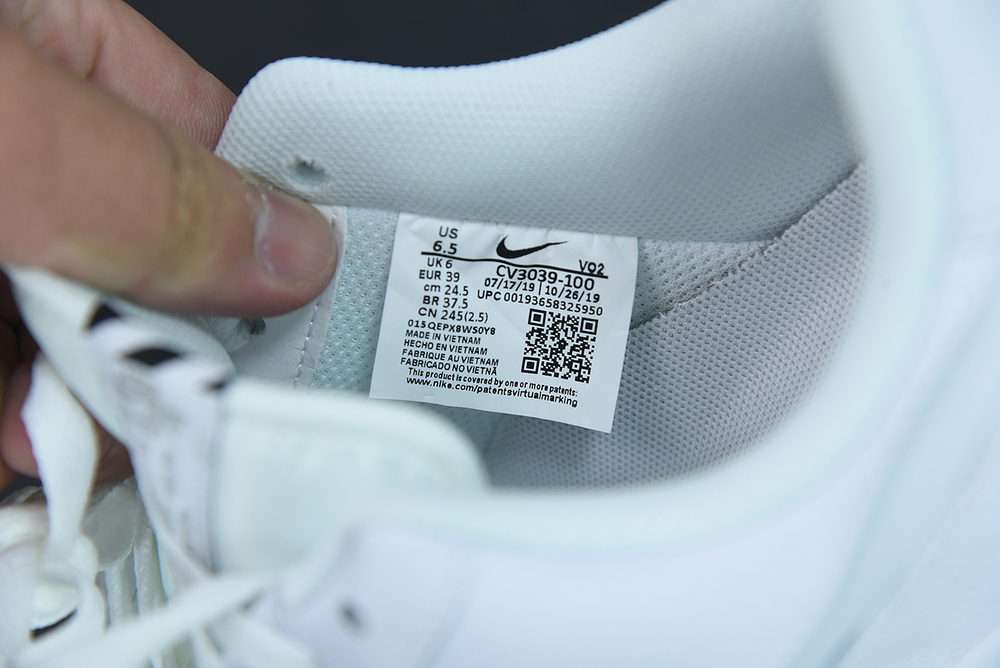 US
6.5
V02
UK 6
CV3039-100
EUR 39
07/17/19 | 10/26/19
cm 24.5
UPC 00193658325950
BR 37.5
CN 245(2.5)
015 QEPX8WS0Y8
MADE IN VIETNAM
HECHO EN VIETNAM
FABRIQUE AU VIETNAM
FABRICADO NO VIETNÃ
This product is covered by one or more patents:
www.nike.com/patentsvirtualmarking